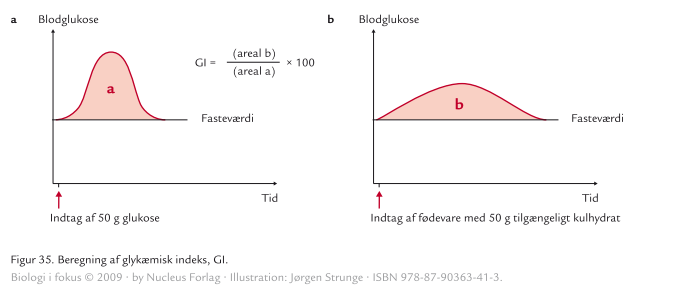 a Blodglukose
GI = (areal b) / (areal a) × 100
a
Fasteværdi
Tid
Indtag af 50 g glukose
b Blodglukose
b
Fasteværdi
Tid
Indtag af fødevare med 50 g tilgængeligt kulhydrat
Figur 35. Beregning af glykæmisk indeks, GI.
Biologi i fokus © 2009 · by Nucleus Forlag · Illustration: Jørgen Strunge · ISBN 978-87-90363-41-3.